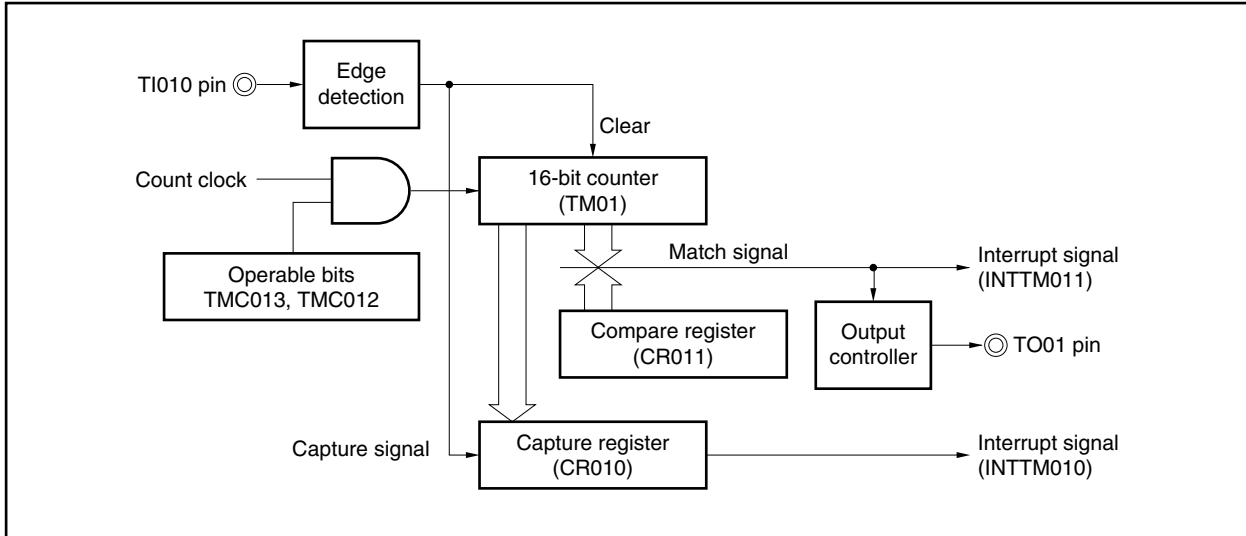 TI010 pin
Edge
detection
Clear
Count clock
16-bit counter
(TM01)
Operable bits
TMC013, TMC012
Match signal
Interrupt signal
(INTTM011)
Compare register
(CR011)
Output
controller
TO01 pin
Capture signal
Capture register
(CR010)
Interrupt signal
(INTTM010)